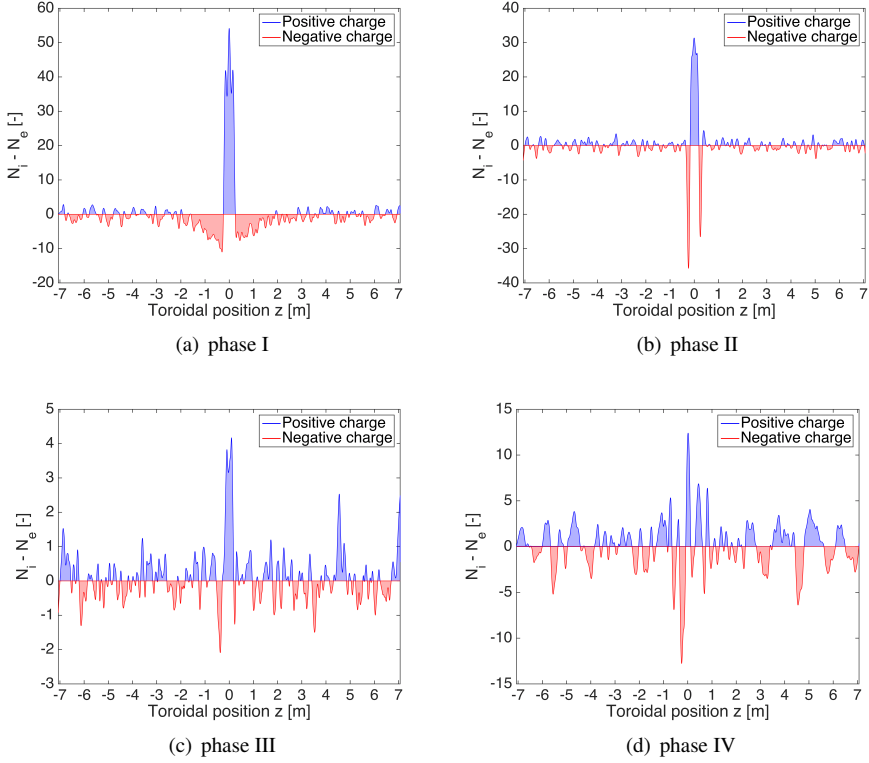 60
50
40
30
20
10
0
-10
-20
N_i - N_e [-]
Positive charge
Negative charge
-7 -6 -5 -4 -3 -2 -1 0 1 2 3 4 5 6 7
Toroidal position z [m]
(a) phase I
40
30
20
10
0
-10
-20
-30
-40
N_i - N_e [-]
Positive charge
Negative charge
-7 -6 -5 -4 -3 -2 -1 0 1 2 3 4 5 6 7
Toroidal position z [m]
(b) phase II
5
4
3
2
1
0
-1
-2
-3
N_i - N_e [-]
Positive charge
Negative charge
-7 -6 -5 -4 -3 -2 -1 0 1 2 3 4 5 6 7
Toroidal position z [m]
(c) phase III
15
10
5
0
-5
-10
-15
N_i - N_e [-]
Positive charge
Negative charge
-7 -6 -5 -4 -3 -2 -1 0 1 2 3 4 5 6 7
Toroidal position z [m]
(d) phase IV